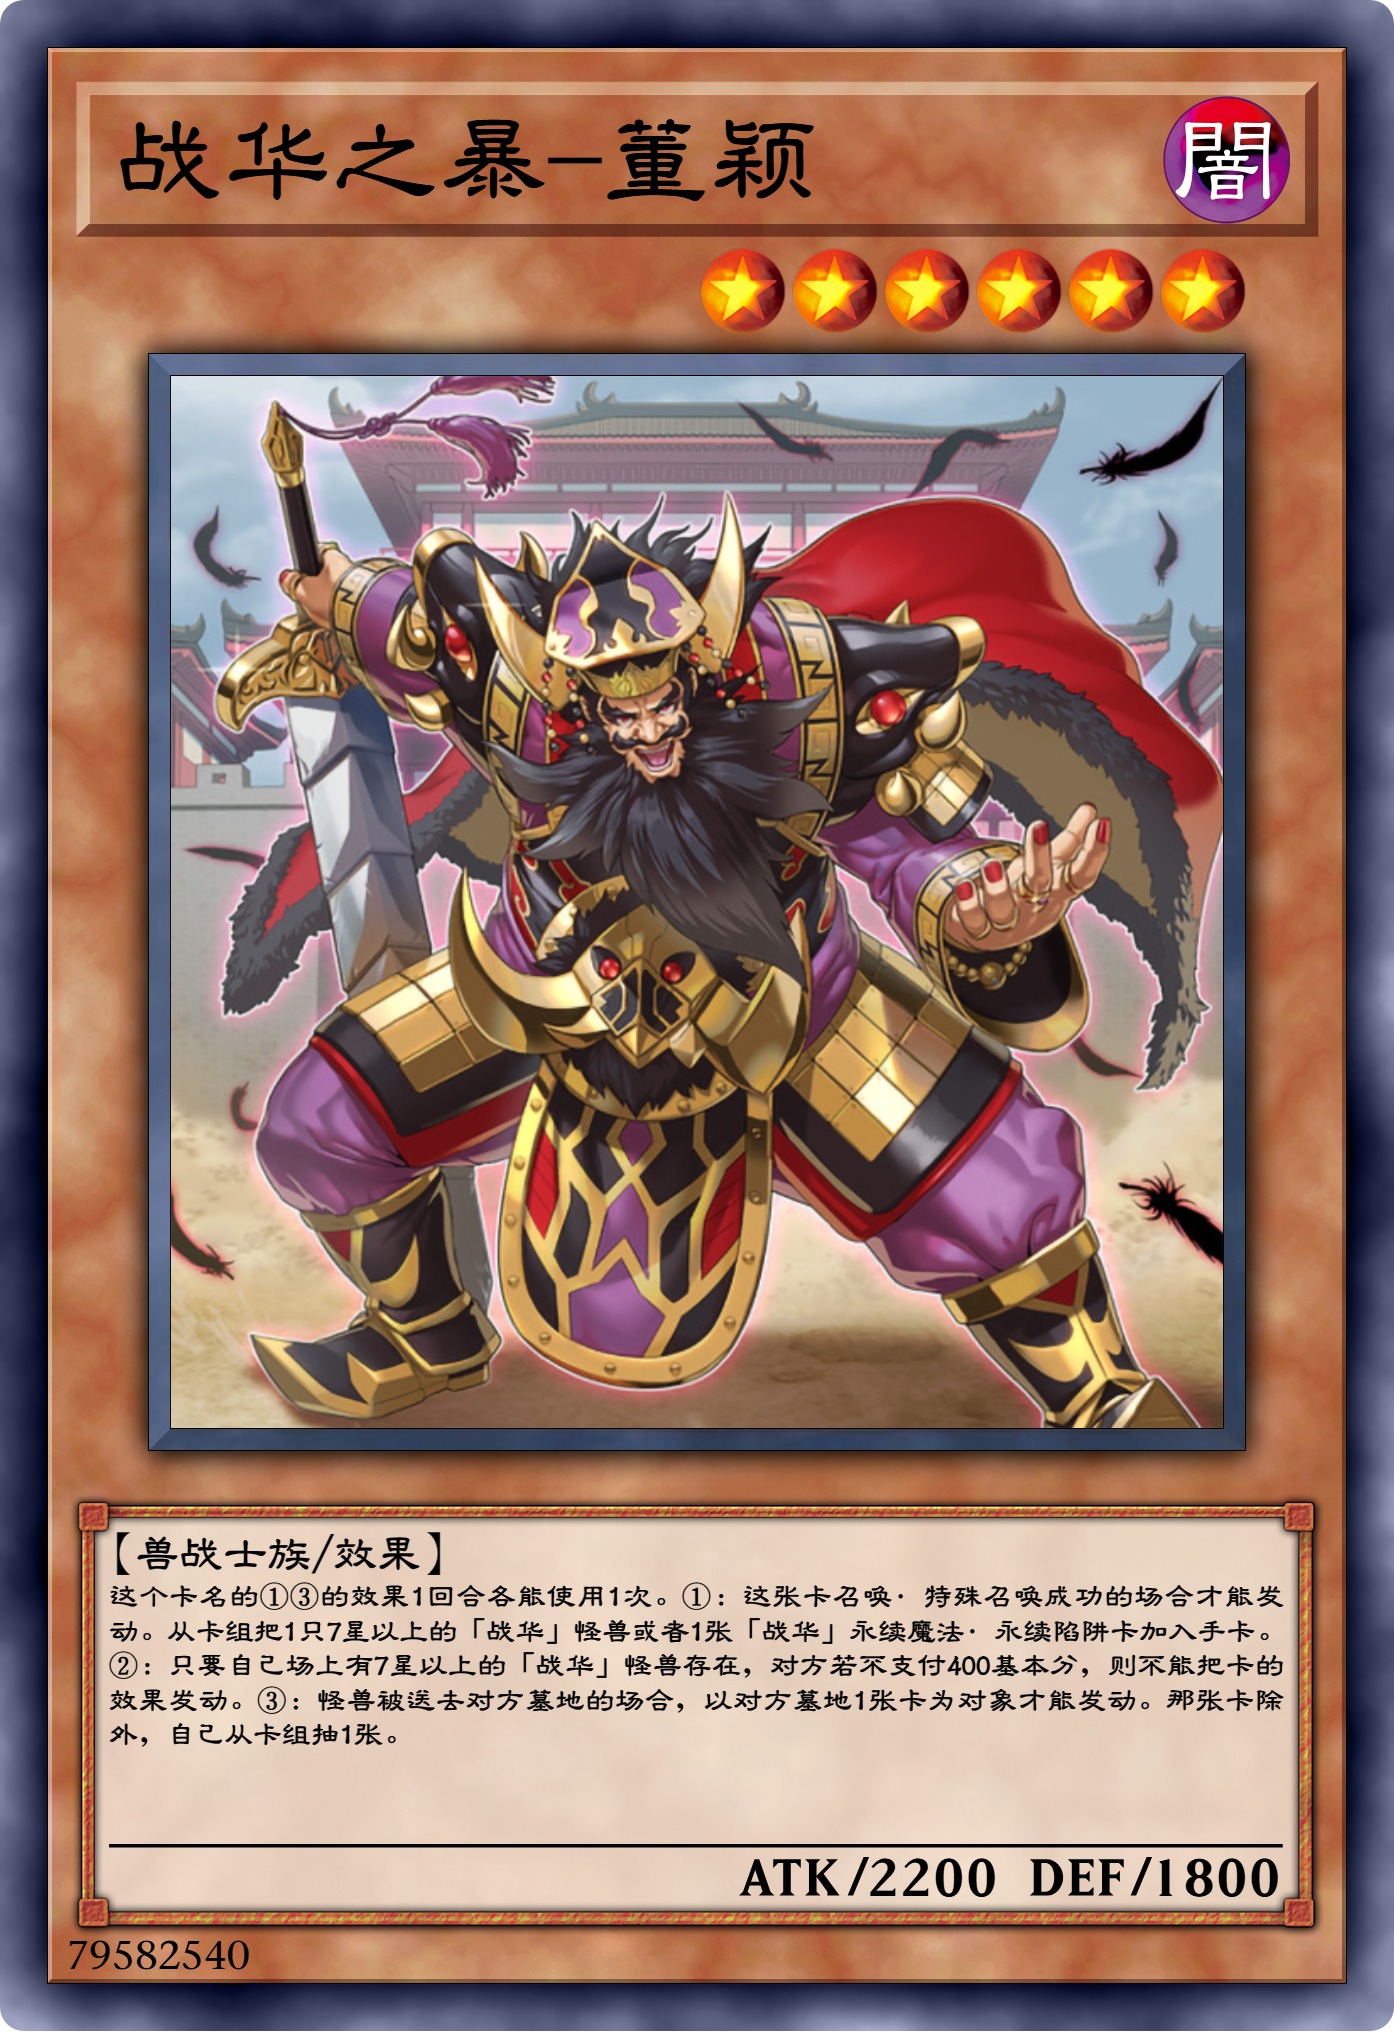 战华之暴-董颖
闇
【兽战士族/效果】
这个卡名的①③的效果1回合各能使用1次。①：这张卡召唤·特殊召唤成功的场合才能发
动。从卡组把1只7星以上的「战华」怪兽或者1张「战华」永续魔法·永续陷阱卡加入手卡。
②：只要自己场上有7星以上的「战华」怪兽存在，对方若不支付400基本分，则不能把卡的
效果发动。③：怪兽被送去对方墓地的场合，以对方墓地1张卡为对象才能发动。那张卡除
外，自己从卡组抽1张。
ATK/2200 DEF/1800
79582540